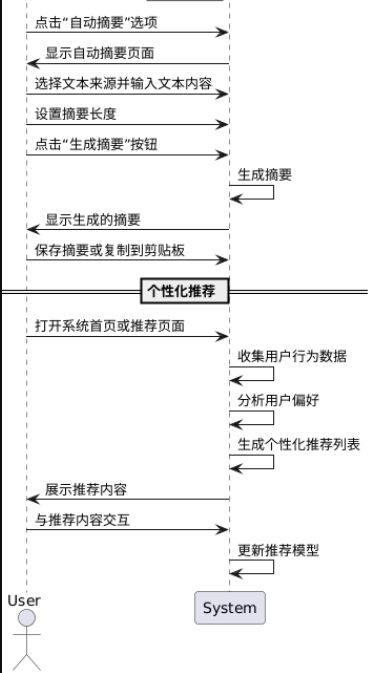 点击“自动摘要”选项
显示自动摘要页面
选择文本来源并输入文本内容
设置摘要长度
点击“生成摘要”按钮
生成摘要
显示生成的摘要
保存摘要或复制到剪贴板
个性化推荐
打开系统首页或推荐页面
收集用户行为数据
分析用户偏好
生成个性化推荐列表
展示推荐内容
与推荐内容交互
更新推荐模型
User
System